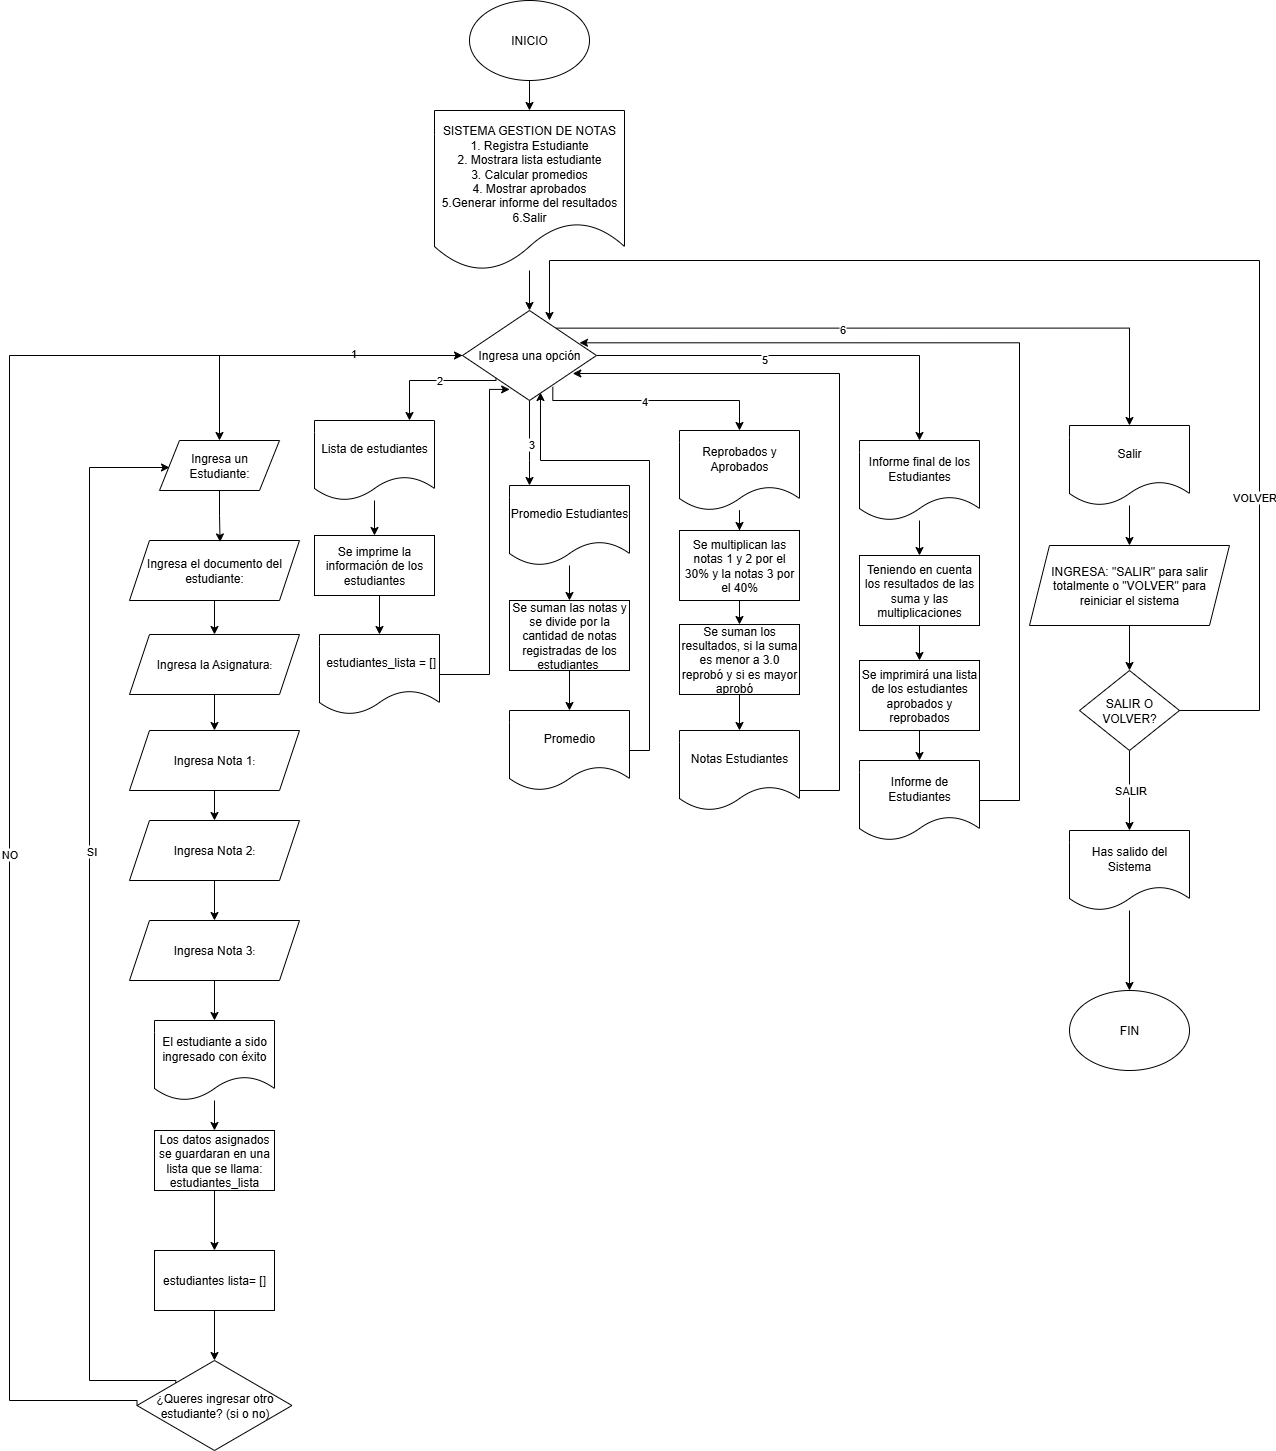 INICIO
SISTEMA GESTION DE NOTAS
1. Registra Estudiante
2. Mostrara lista estudiante
3. Calcular promedios
4. Mostrar aprobados
5.Generar informe del resultados
6.Salir
Ingresa una opción
1
2
3
4
5
6
Ingresa un
Estudiante:
Ingresa el documento del
estudiante:
Ingresa la Asignatura:
Ingresa Nota 1:
Ingresa Nota 2:
Ingresa Nota 3:
El estudiante a sido
ingresado con éxito
Los datos asignados
se guardaran en una
lista que se llama:
estudiantes_lista
estudiantes lista= []
¿Queres ingresar otro
estudiante? (si o no)
NO
SI
Lista de estudiantes
Se imprime la
información de los
estudiantes
estudiantes_lista = []
Promedio Estudiantes
Se suman las notas y
se divide por la
cantidad de notas
registradas de los
estudiantes
Promedio
Reprobados y
Aprobados
Se multiplican las
notas 1 y 2 por el
30% y la notas 3 por
el 40%
Se suman los
resultados, si la suma
es menor a 3.0
reprobó y si es mayor
aprobó
Notas Estudiantes
Informe final de los
Estudiantes
Teniendo en cuenta
los resultados de las
suma y las
multiplicaciones
Se imprimirá una lista
de los estudiantes
aprobados y
reprobados
Informe de
Estudiantes
Salir
INGRESA: "SALIR" para salir
totalmente o "VOLVER" para
reiniciar el sistema
SALIR O
VOLVER?
VOLVER
SALIR
Has salido del
Sistema
FIN